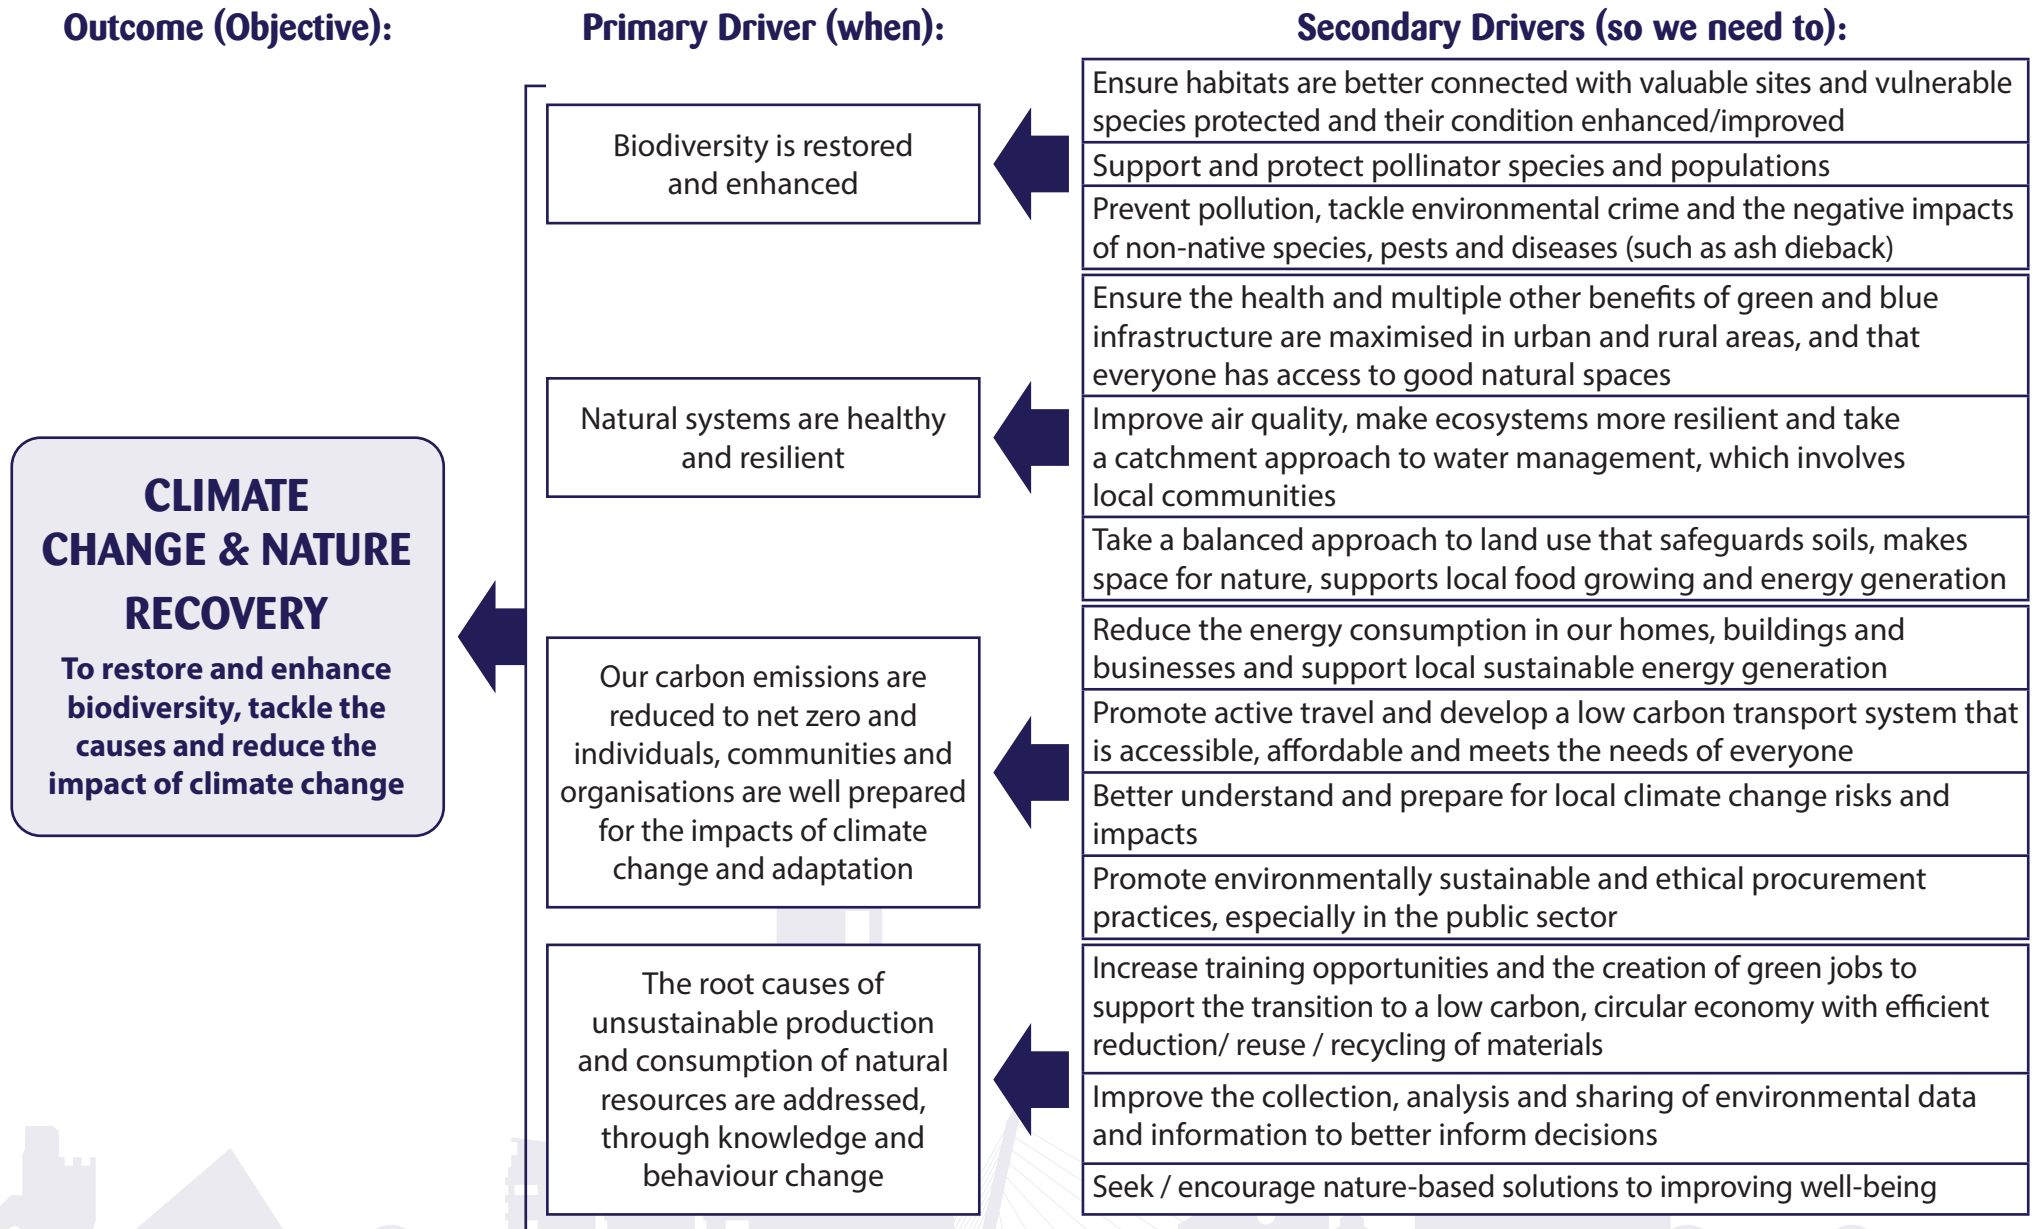 Outcome (Objective):
Primary Driver (when):
Secondary Drivers (so we need to):
CLIMATE
CHANGE & NATURE
RECOVERY
To restore and enhance
biodiversity, tackle the
causes and reduce the
impact of climate change
Biodiversity is restored
and enhanced
Ensure habitats are better connected with valuable sites and vulnerable
species protected and their condition enhanced/improved
Support and protect pollinator species and populations
Prevent pollution, tackle environmental crime and the negative impacts
of non-native species, pests and diseases (such as ash dieback)
Natural systems are healthy
and resilient
Ensure the health and multiple other benefits of green and blue
infrastructure are maximised in urban and rural areas, and that
everyone has access to good natural spaces
Improve air quality, make ecosystems more resilient and take
a catchment approach to water management, which involves
local communities
Take a balanced approach to land use that safeguards soils, makes
space for nature, supports local food growing and energy generation
Our carbon emissions are
reduced to net zero and
individuals, communities and
organisations are well prepared
for the impacts of climate
change and adaptation
Reduce the energy consumption in our homes, buildings and
businesses and support local sustainable energy generation
Promote active travel and develop a low carbon transport system that
is accessible, affordable and meets the needs of everyone
Better understand and prepare for local climate change risks and
impacts
Promote environmentally sustainable and ethical procurement
practices, especially in the public sector
The root causes of
unsustainable production
and consumption of natural
resources are addressed,
through knowledge and
behaviour change
Increase training opportunities and the creation of green jobs to
support the transition to a low carbon, circular economy with efficient
reduction/ reuse / recycling of materials
Improve the collection, analysis and sharing of environmental data
and information to better inform decisions
Seek / encourage nature-based solutions to improving well-being